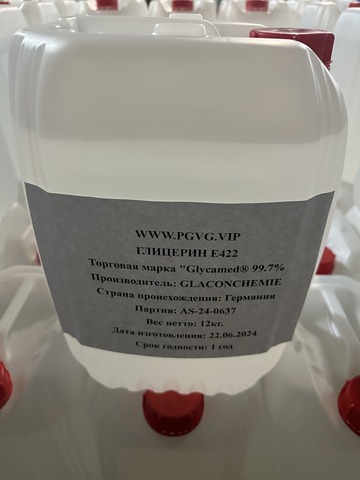 WWW.PGVG.VIP
ГЛИЦЕРИН Е422
Торговая марка "Glycamed® 99.7%
Производитель: GLACONCHEMIE
Страна происхождения: Германия
Партия: AS-24-0637
Вес нетто: 12кг.
Дата изготовления: 22.06.2024
Срок годности: 1 год